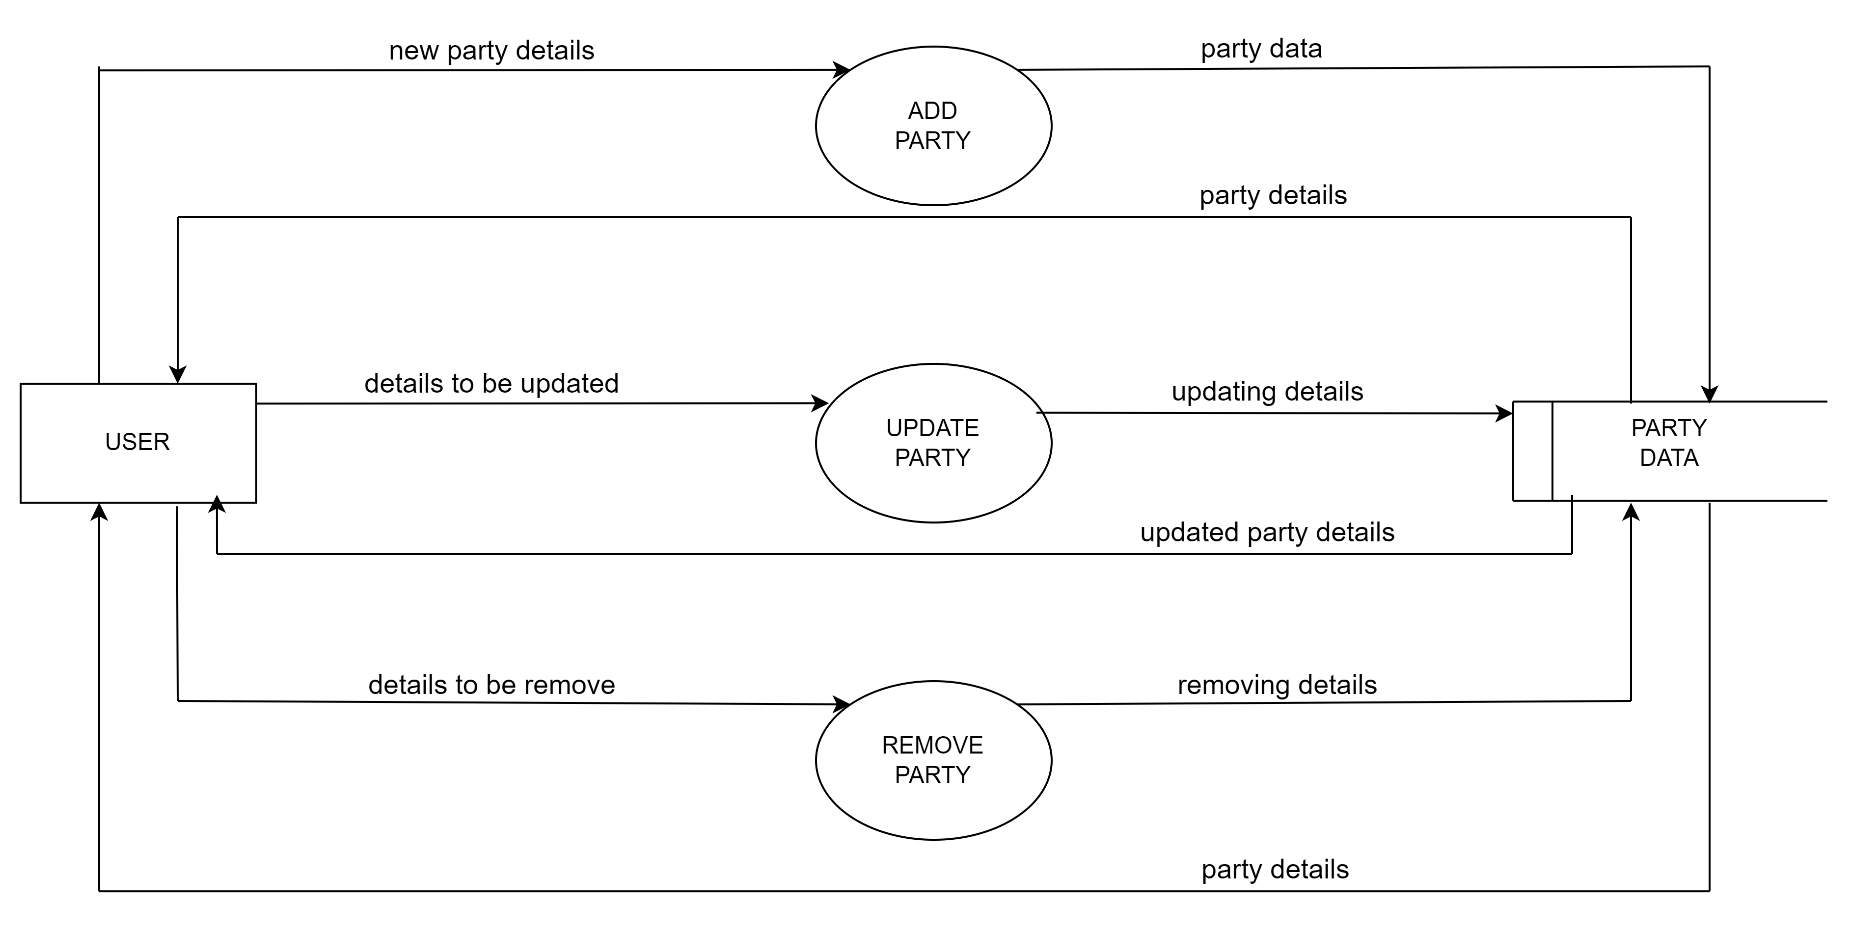 new party details
party data
ADD
PARTY
party details
details to be updated
updating details
USER
UPDATE
PARTY
PARTY
DATA
updated party details
details to be remove
removing details
REMOVE
PARTY
party details